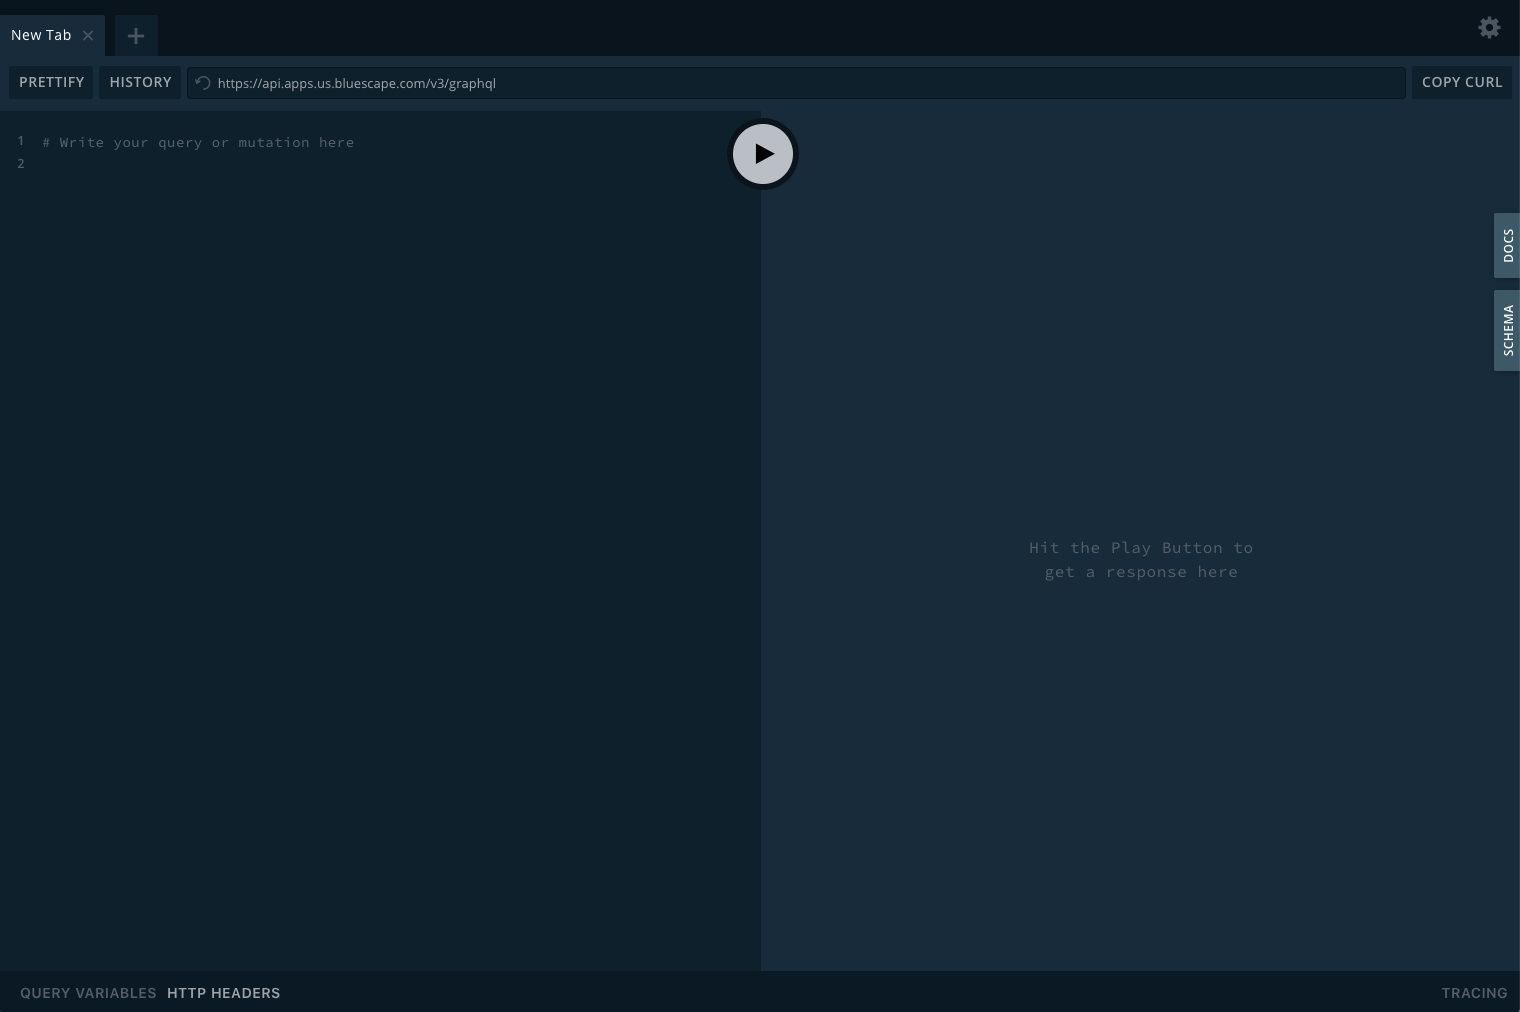 New Tab
PRETTIFY
HISTORY
https://api.apps.us.bluescape.com/v3/graphql
COPY CURL
1 # Write your query or mutation here
2
DOCS
SCHEMA
Hit the Play Button to
get a response here
QUERY VARIABLES HTTP HEADERS
TRACING